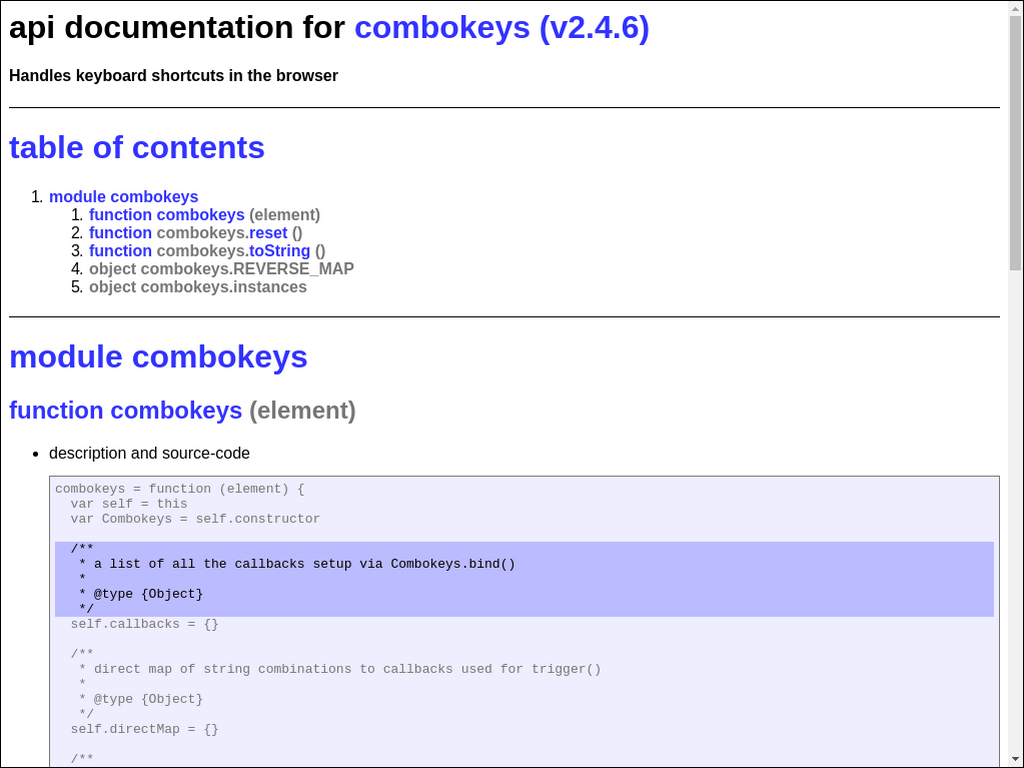 api documentation for combokeys (v2.4.6)
Handles keyboard shortcuts in the browser
table of contents
1. module combokeys
1. function combokeys (element)
2. function combokeys.reset ()
3. function combokeys.toString ()
4. object combokeys.REVERSE_MAP
5. object combokeys.instances
module combokeys
function combokeys (element)
• description and source-code
combokeys = function (element) {
  var self = this
  var Combokeys = self.constructor
  /**
   * a list of all the callbacks setup via Combokeys.bind()
   *
   * @type {Object}
   */
  self.callbacks = {}
  /**
   * direct map of string combinations to callbacks used for trigger()
   *
   * @type {Object}
   */
  self.directMap = {}
  /**